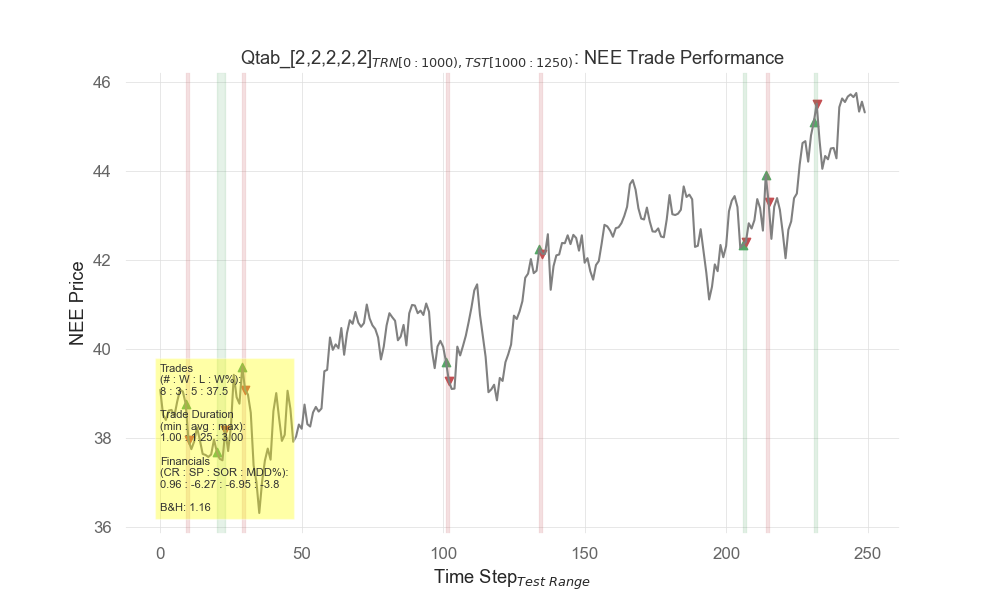 Qtab_[2,2,2,2,2]TRN[0:1000),TST[1000:1250): NEE Trade Performance
46
44
42
40
38
36
NEE Price
Trades
(# : W : L : W%):
8 : 3 : 5 : 37.5
Trade Duration
(min : avg : max):
1.00 : 1.25 : 3.00
Financials
(CR : SP : SOR : MDD%):
0.96 : -6.27 : -6.95 : -3.8
B&H: 1.16
0 50 100 150 200 250
Time StepTest Range